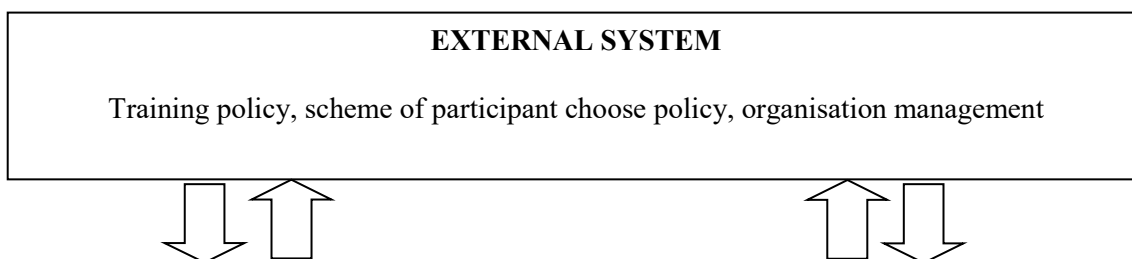 EXTERNAL SYSTEM
Training policy, scheme of participant choose policy, organisation management